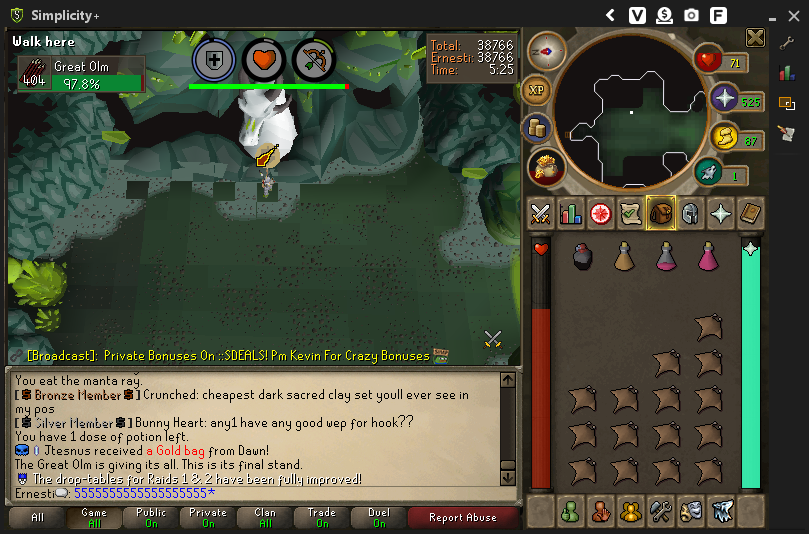 Simplicity+
V
F
Walk here
404
Great Olm
97.8%
Total: 38766
Ernesti: 38766
Time: 5:25
XP
71
525
87
1
[Broadcast]: Private Bonuses On ::SDEALS! Pm Kevin For Crazy Bonuses
You eat the manta ray.
[Bronze Member] Crunched: cheapest dark sacred clay set youll ever see in
my pos
[Silver Member] Bunny Heart: any1 have any good wep for hook??
You have 1 dose of potion left.
Jtesnus received a Gold bag from Dawn!
The Great Olm is giving its all. This is its final stand.
The drop-tables for Raids 1 & 2 have been fully improved!
Ernesti: 5555555555555555555*
All
Game
All
Public
On
Private
On
Clan
All
Trade
On
Duel
On
Report Abuse